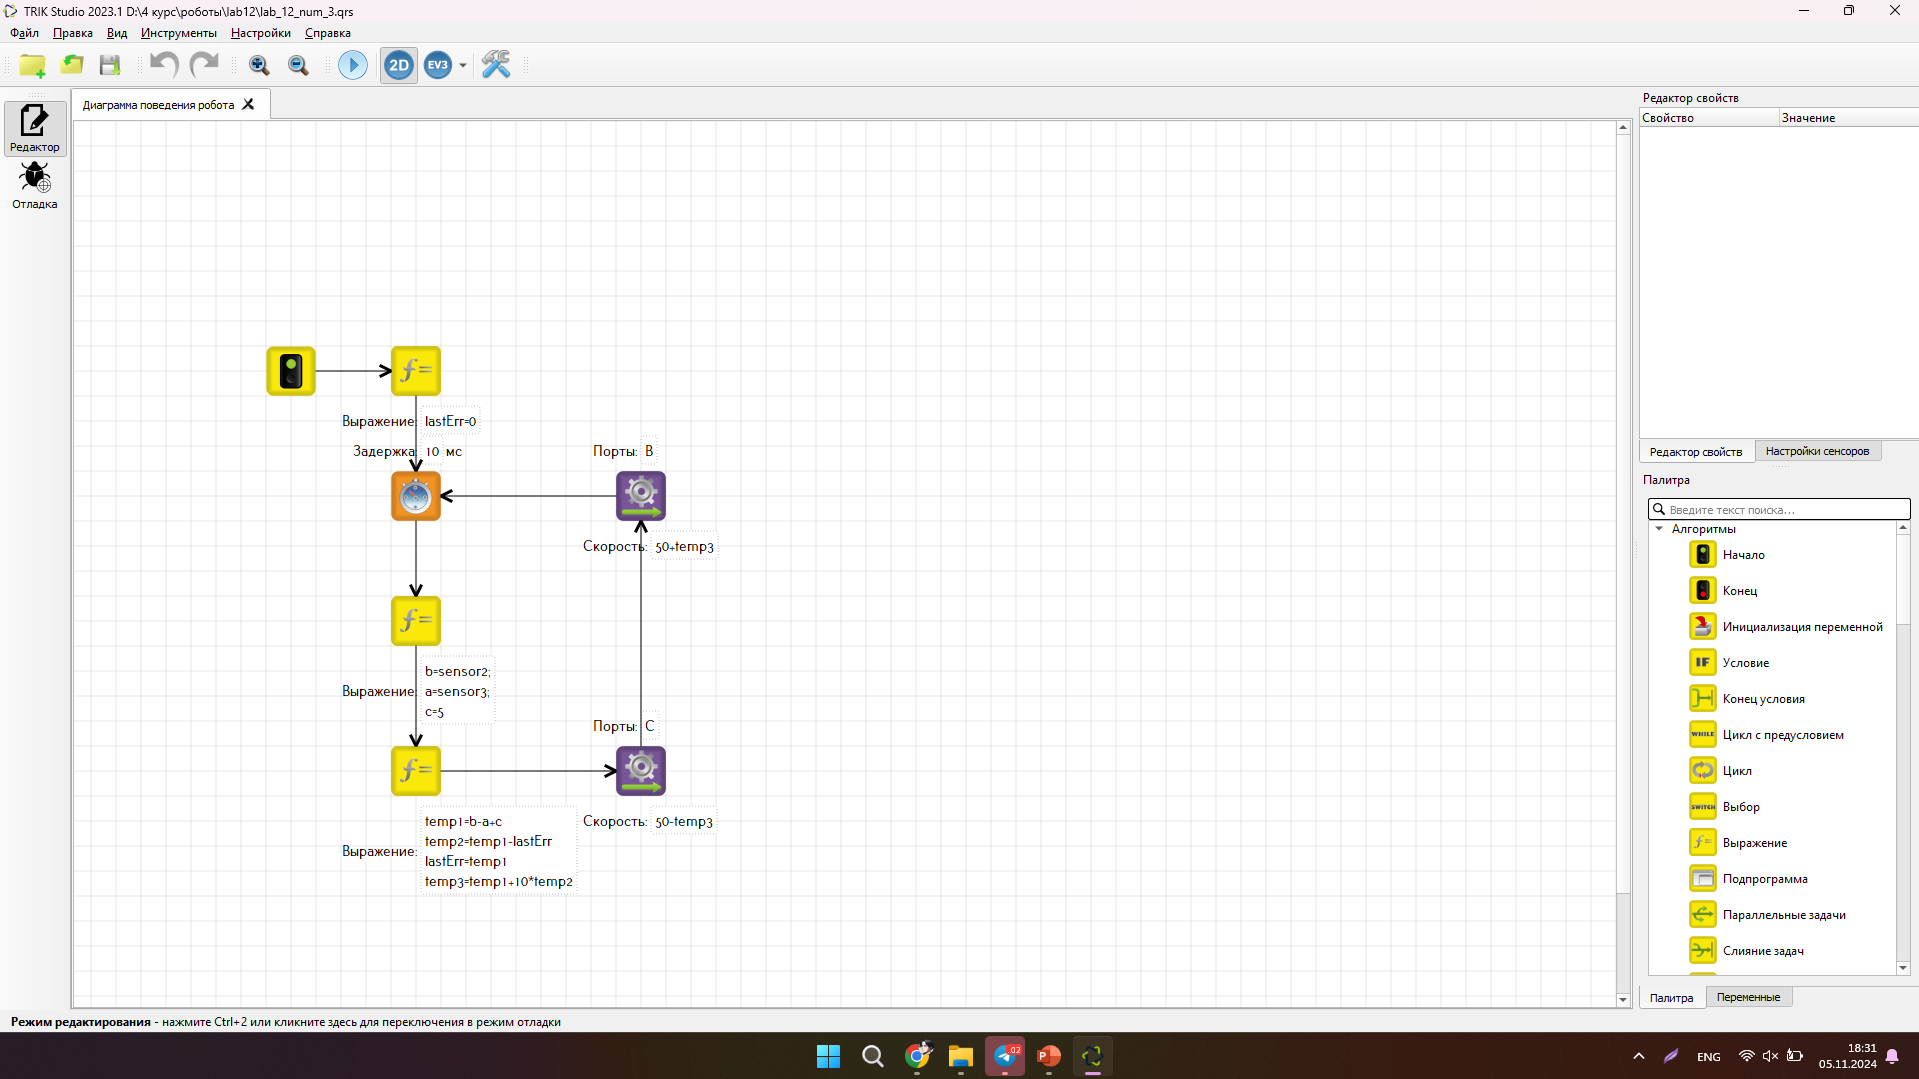 TRIK Studio 2023.1 D:\4 курс\роботы\lab12\lab_12_num_3.qrs
Файл Правка Вид Инструменты Настройки Справка
2D EV3
Редактор
Отладка
Диаграмма поведения робота
Выражение: lastErr=0
Задержка: 10 мс
Порты: B
Скорость: 50+temp3
Выражение:
b=sensor2;
a=sensor3;
c=5
Порты: C
Скорость: 50-temp3
Выражение:
temp1=b-a+c
temp2=temp1-lastErr
lastErr=temp1
temp3=temp1+10*temp2
Редактор свойств
Свойство Значение
Редактор свойств Настройки сенсоров
Палитра
Введите текст поиска...
Алгоритмы
Начало
Конец
Инициализация переменной
IF Условие
Конец условия
WHILE Цикл с предусловием
Цикл
SWITCH Выбор
Выражение
Подпрограмма
Параллельные задачи
Слияние задач
Палитра Переменные
Режим редактирования - нажмите Ctrl+2 или кликните здесь для переключения в режим отладки
ENG
18:31
05.11.2024